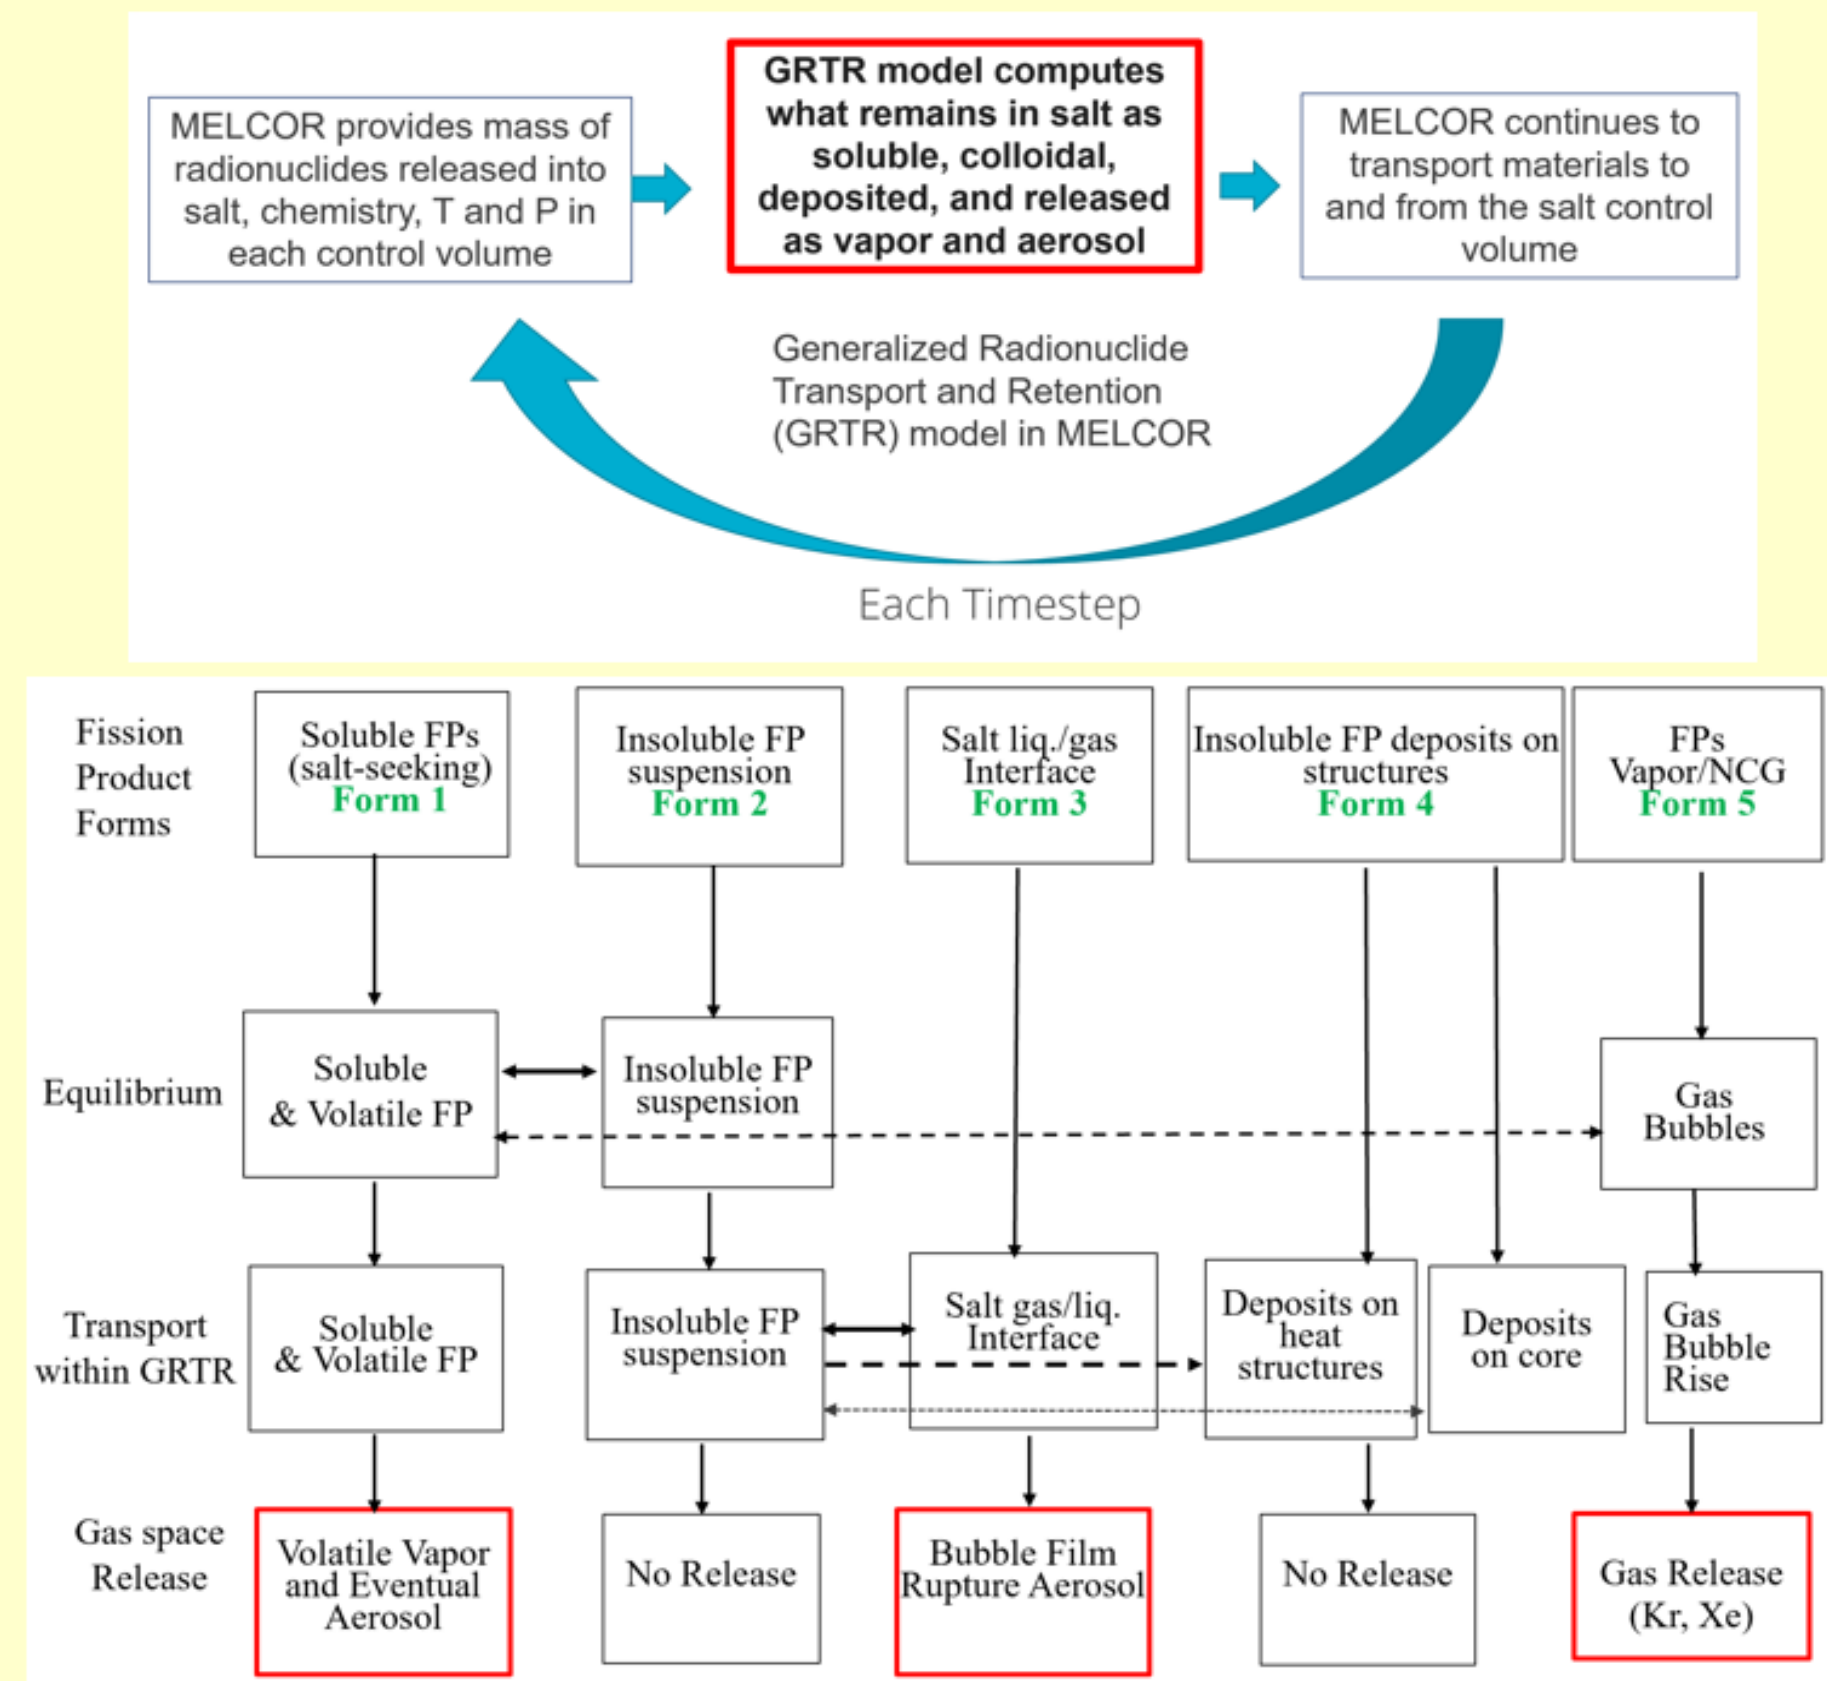 MELCOR provides mass of
radionuclides released into
salt, chemistry, T and P in
each control volume
GRTR model computes
what remains in salt as
soluble, colloidal,
deposited, and released
as vapor and aerosol
MELCOR continues to
transport materials to
and from the salt control
volume
Generalized Radionuclide
Transport and Retention
(GRTR) model in MELCOR
Each Timestep
Fission
Product
Forms
Soluble FPs
(salt-seeking)
Form 1
Insoluble FP
suspension
Form 2
Salt liq./gas
Interface
Form 3
Insoluble FP deposits on
structures
Form 4
FPs
Vapor/NCG
Form 5
Equilibrium
Soluble
& Volatile FP
Insoluble FP
suspension
Gas
Bubbles
Transport
within GRTR
Soluble
& Volatile FP
Insoluble FP
suspension
Salt gas/liq.
Interface
Deposits on
heat
structures
Deposits
on core
Gas
Bubble
Rise
Gas space
Release
Volatile Vapor
and Eventual
Aerosol
No Release
Bubble Film
Rupture Aerosol
No Release
Gas Release
(Kr, Xe)